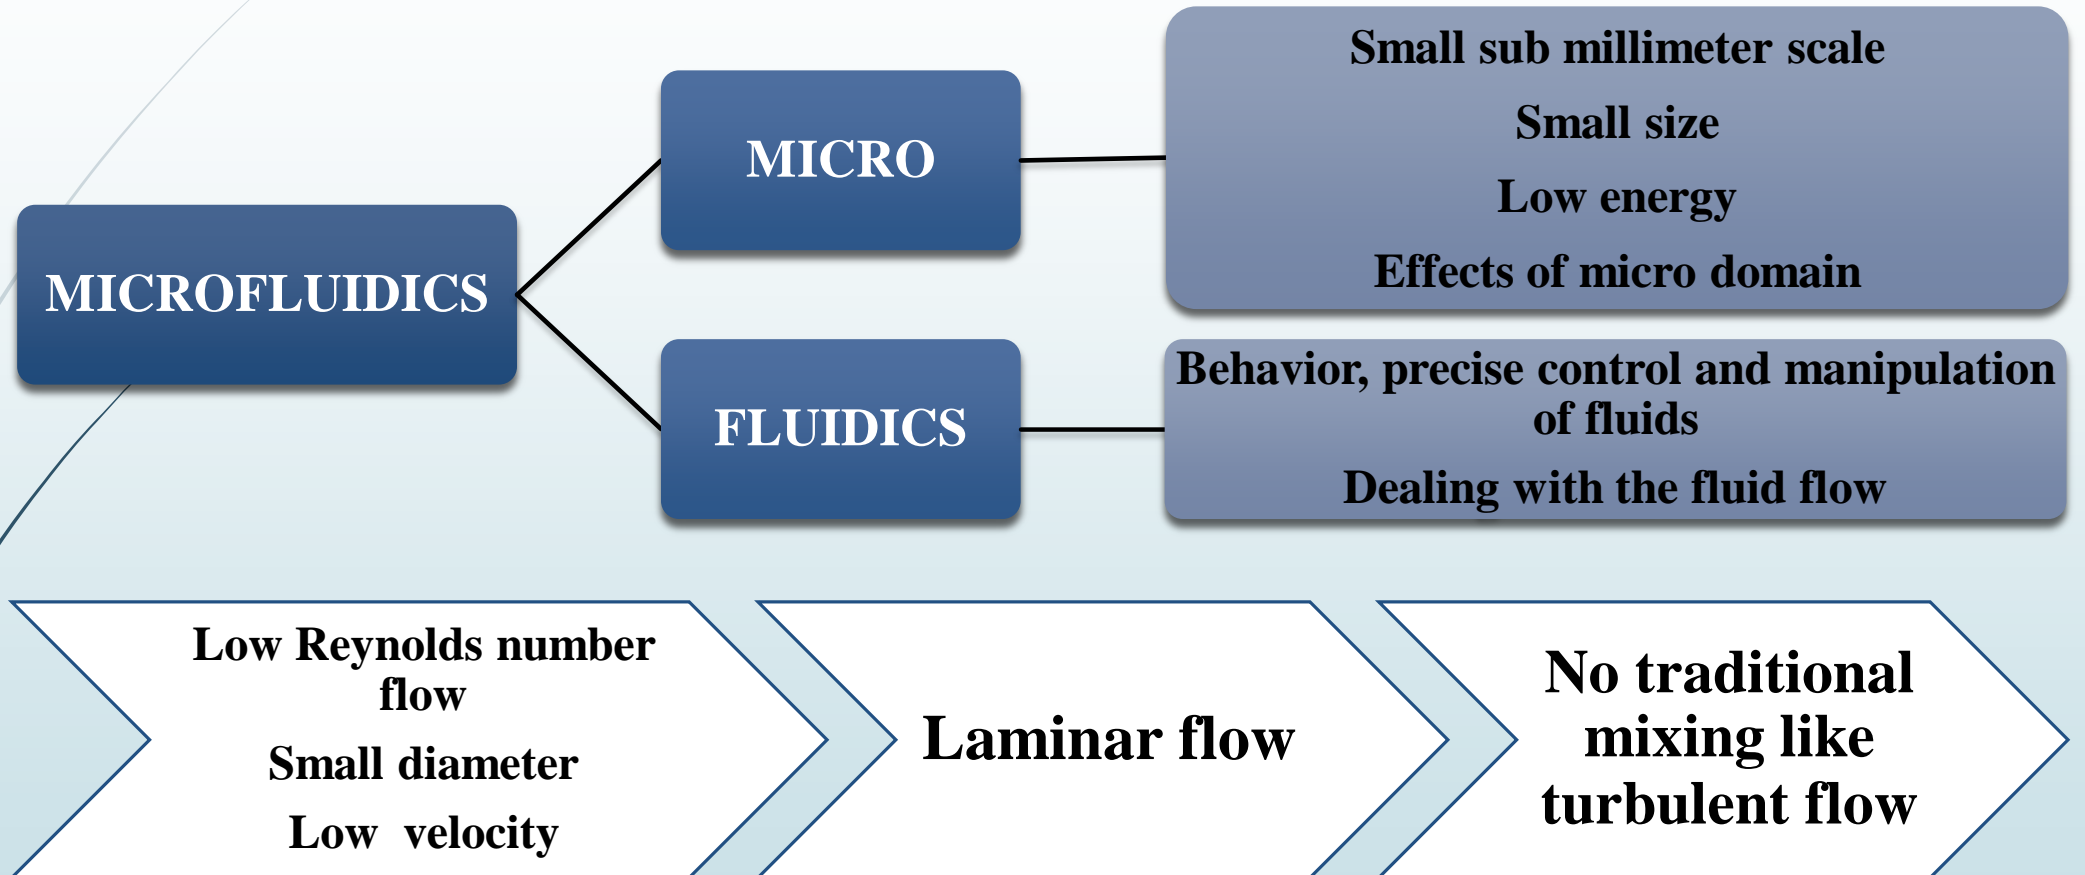 MICROFLUIDICS
MICRO
Small sub millimeter scale
Small size
Low energy
Effects of micro domain
FLUIDICS
Behavior, precise control and manipulation
of fluids
Dealing with the fluid flow
Low Reynolds number
flow
Small diameter
Low velocity
Laminar flow
No traditional
mixing like
turbulent flow